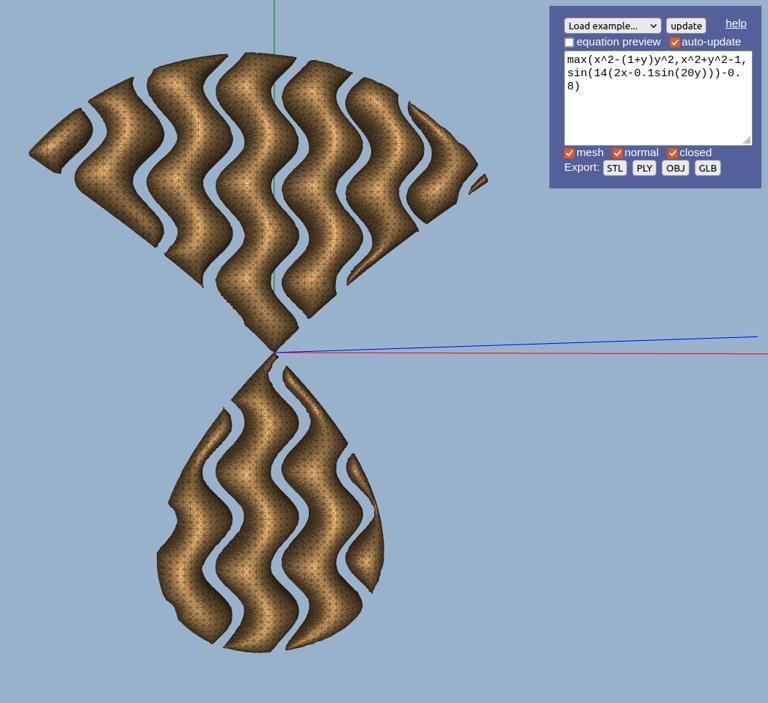 Load example... update help
equation preview auto-update
max(x^2-(1+y)y^2,x^2+y^2-1,
sin(14(2x-0.1sin(20y)))-0.
8)
mesh normal closed
Export: STL PLY OBJ GLB